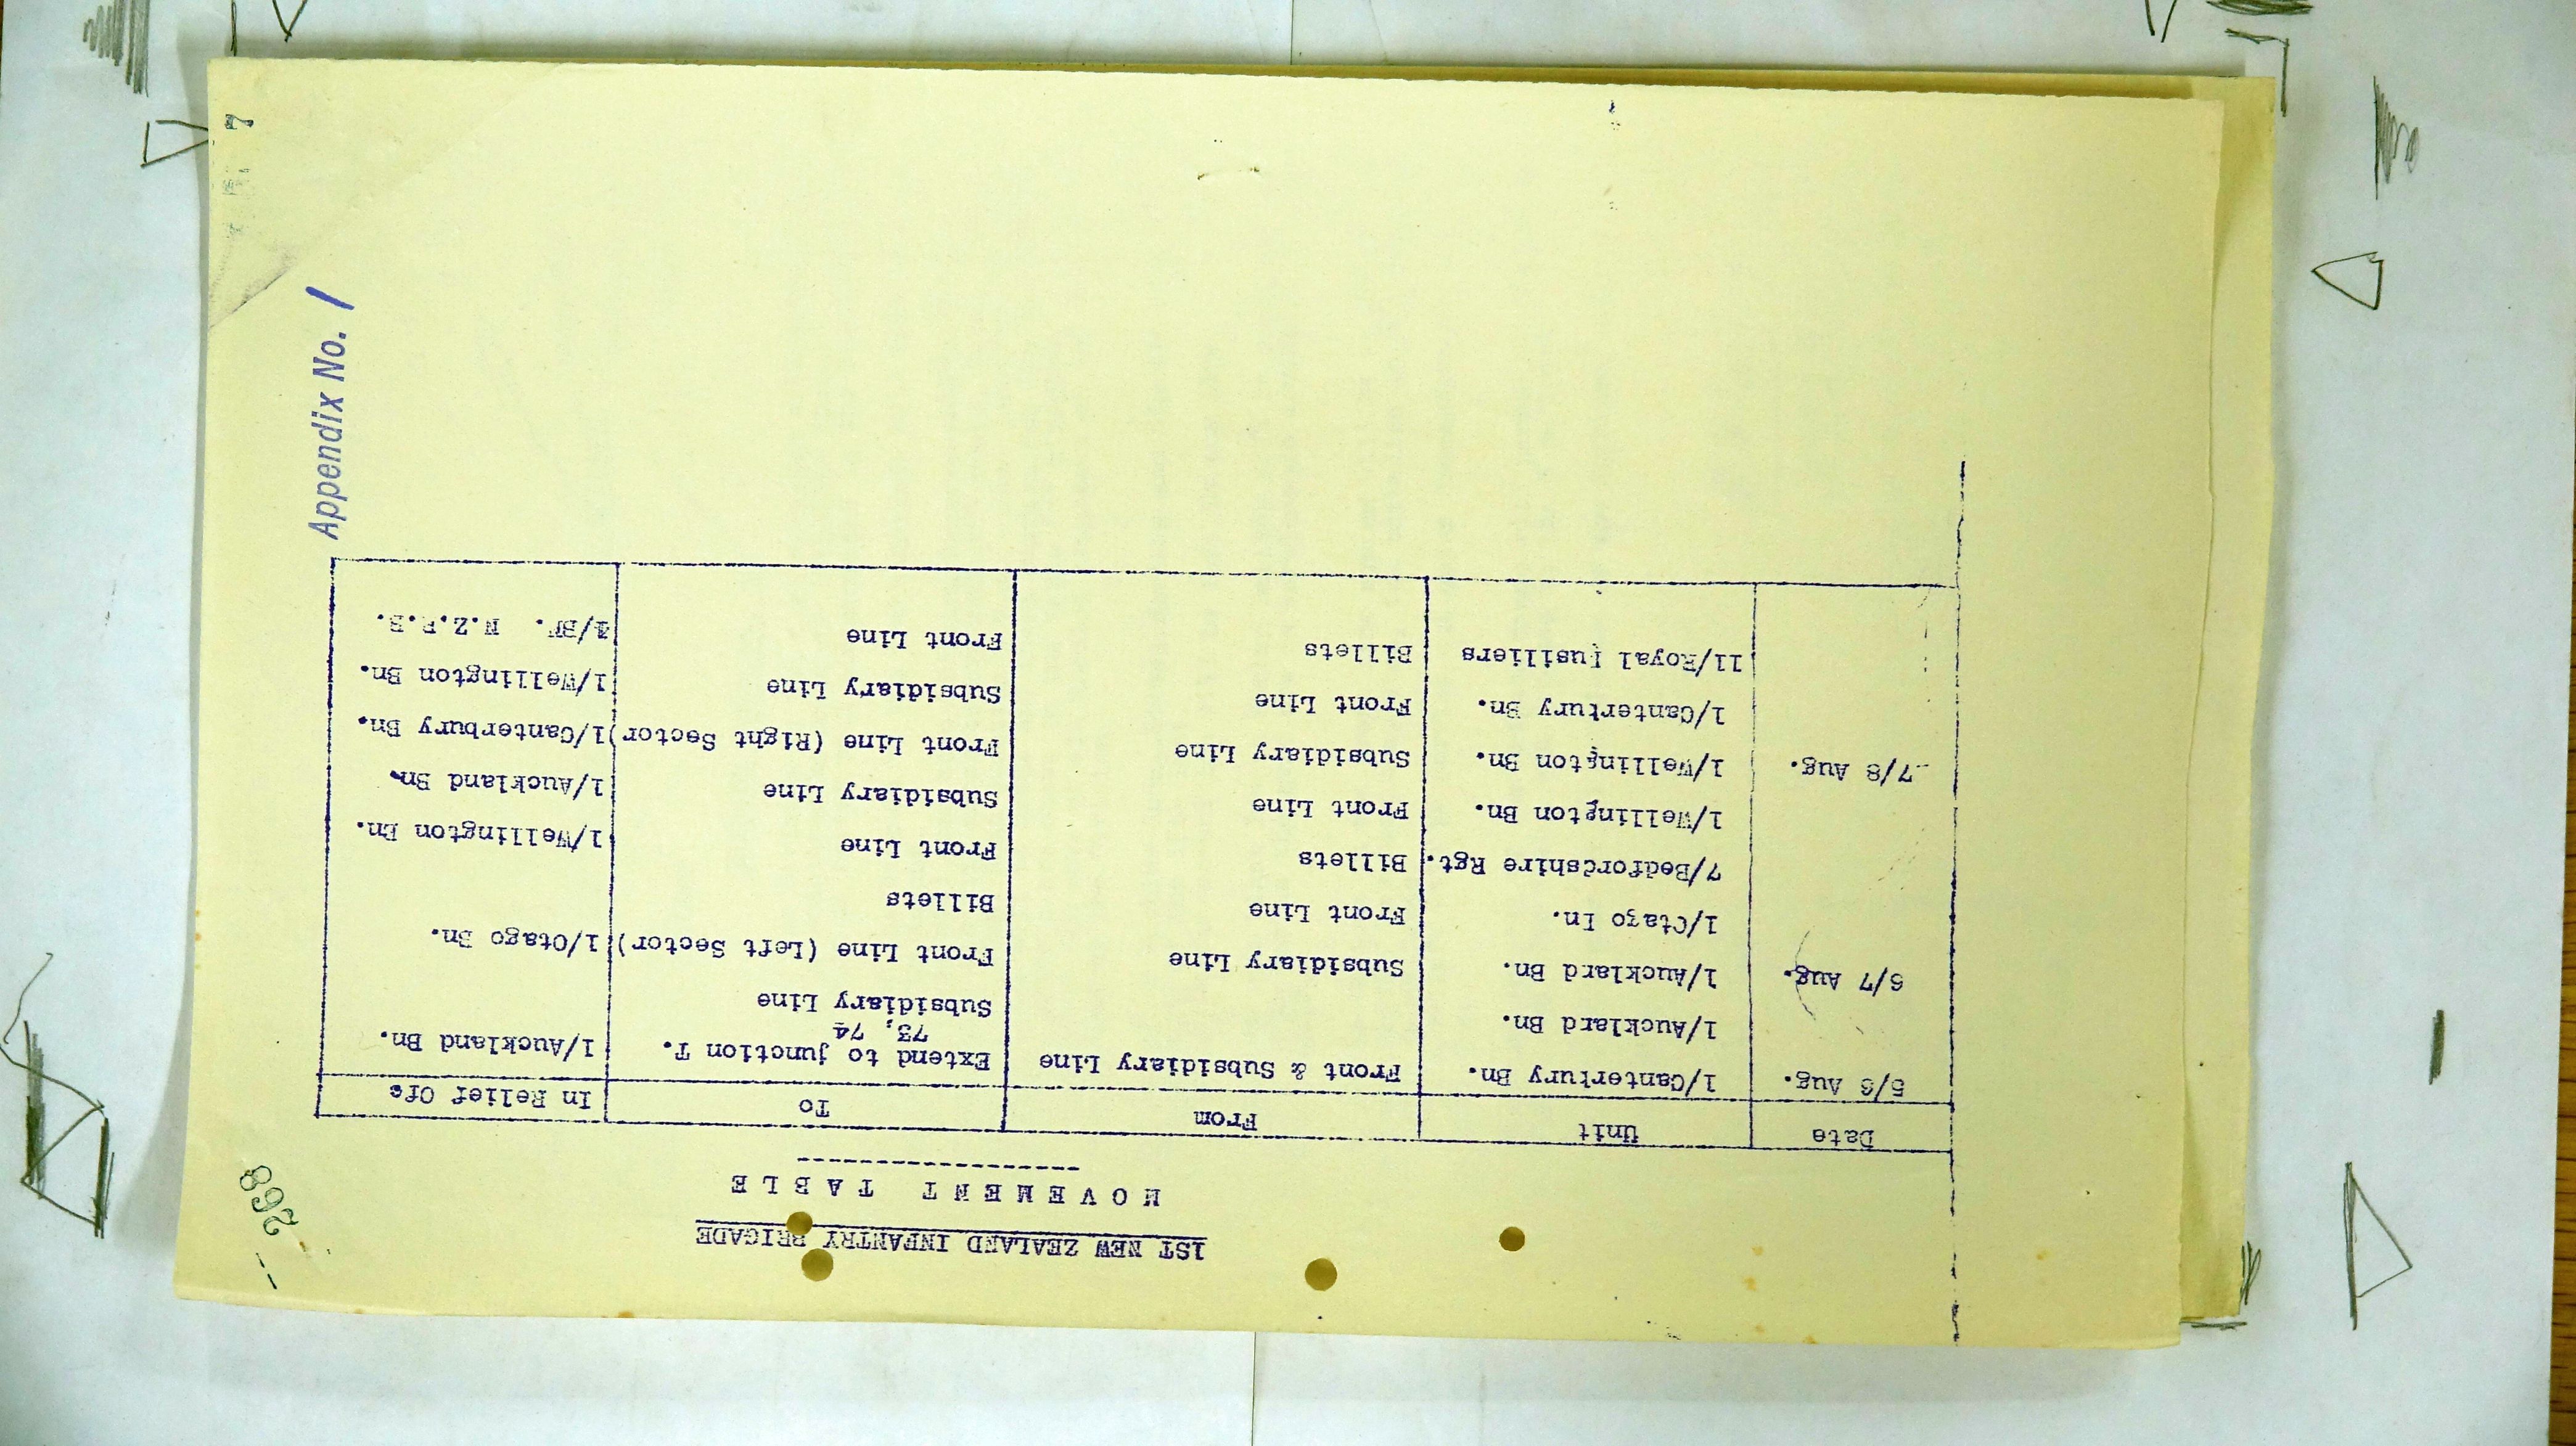 268
1ST NEW ZEALAND INFANTRY BRIGADE
MOVEMENT TABLE
Date Unit From To In Relief Of
5/6 Aug. 1/Canterbury Bn. Front & Subsidiary Line Extend to junction T. 1/Auckland Bn.
73, 74
1/Auckland Bn. Subsidiary Line
6/7 Aug. 1/Auckland Bn. Subsidiary Line Front Line (Left Sector) 1/Otago Bn.
1/Otago Bn. Front Line Billets
7/Bedfordshire Rgt. Billets Front Line 1/Wellington Bn.
1/Wellington Bn. Front Line Subsidiary Line 1/Auckland Bn.
7/8 Aug. 1/Wellington Bn. Subsidiary Line Front Line (Right Sector) 1/Canterbury Bn.
1/Canterbury Bn. Front Line Subsidiary Line 1/Wellington Bn.
11/Royal Fusilliers Billets Front Line N.Z.R.B.
Appendix No. 1